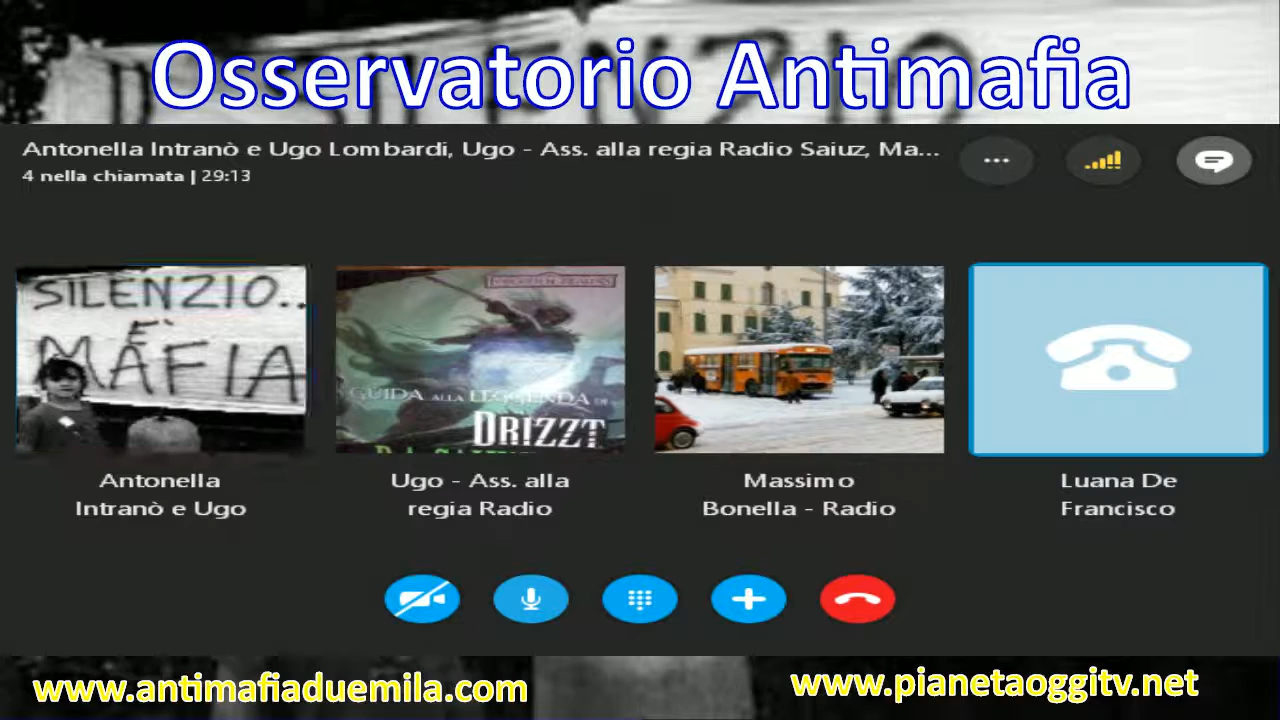 Osservatorio Antimafia
Antonella Intranò e Ugo Lombardi, Ugo - Ass. alla regia Radio Saiuz, Ma...
4 nella chiamata | 29:13
SILENZIO..
E'
MAFIA
GUIDA ALLA LEGGENDA DI
DRIZZT
Antonella
Intranò e Ugo
Ugo - Ass. alla
regia Radio
Massimo
Bonella - Radio
Luana De
Francisco
www.antimafiaduemila.com
www.pianetaoggitv.net